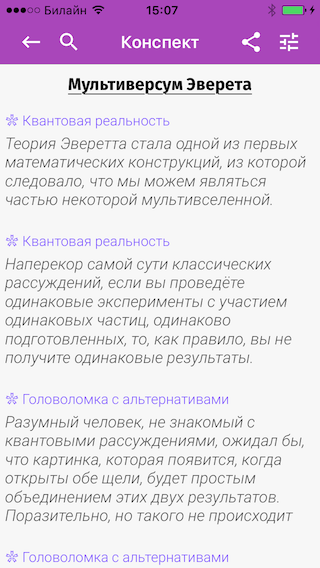 Билайн 15:07
Конспект
Мультиверсум Эверета
Квантовая реальность
Теория Эверетта стала одной из первых
математических конструкций, из которой
следовало, что мы можем являться
частью некоторой мультивселенной.
Квантовая реальность
Наперекор самой сути классических
рассуждений, если вы проведёте
одинаковые эксперименты с участием
одинаковых частиц, одинаково
подготовленных, то, как правило, вы не
получите одинаковые результаты.
Головоломка с альтернативами
Разумный человек, не знакомый с
квантовыми рассуждениями, ожидал бы,
что картинка, которая появится, когда
открыты обе щели, будет простым
объединением этих двух результатов.
Поразительно, но такого не происходит
Головоломка с альтернативами